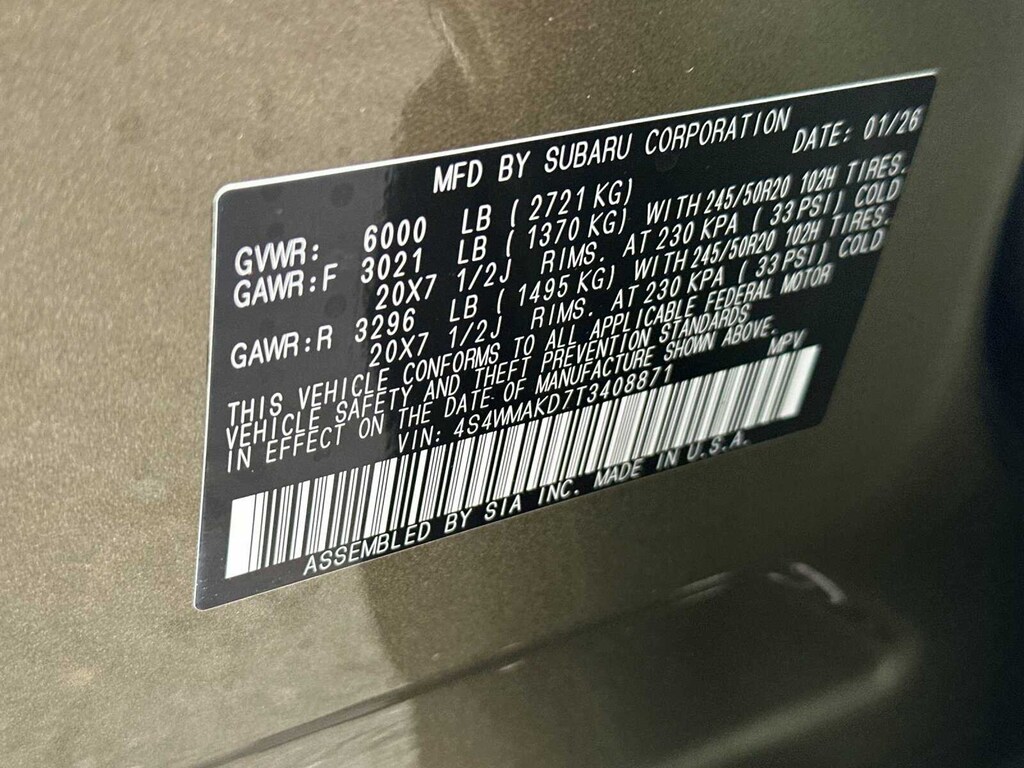 MFD BY SUBARU CORPORATION DATE: 01/26
GVWR: 6000 LB ( 2721 KG)
GAWR:F 3021 LB ( 1370 KG) WITH 245/50R20 102H TIRES.
20X7 1/2J RIMS. AT 230 KPA ( 33 PSI) COLD
GAWR:R 3296 LB ( 1495 KG) WITH 245/50R20 102H TIRES.
20X7 1/2J RIMS. AT 230 KPA ( 33 PSI) COLD
THIS VEHICLE CONFORMS TO ALL APPLICABLE FEDERAL MOTOR
VEHICLE SAFETY AND THEFT PREVENTION STANDARDS
IN EFFECT ON THE DATE OF MANUFACTURE SHOWN ABOVE.
VIN: 4S4WMAKD7T3408871 MPV
ASSEMBLED BY SIA INC. MADE IN U.S.A.